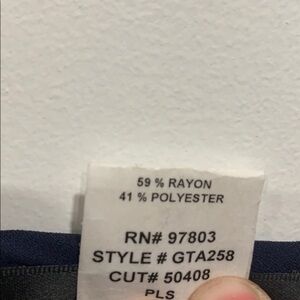 59 % RAYON
41 % POLYESTER
RN# 97803
STYLE # GTA258
CUT# 50408
PLS